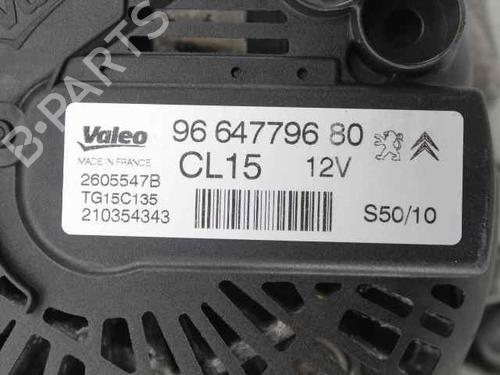 B-PARTS
Valeo 96 647796 80
MADE IN FRANCE
CL15 12V
2605547B
TG15C135
210354343
S50/10